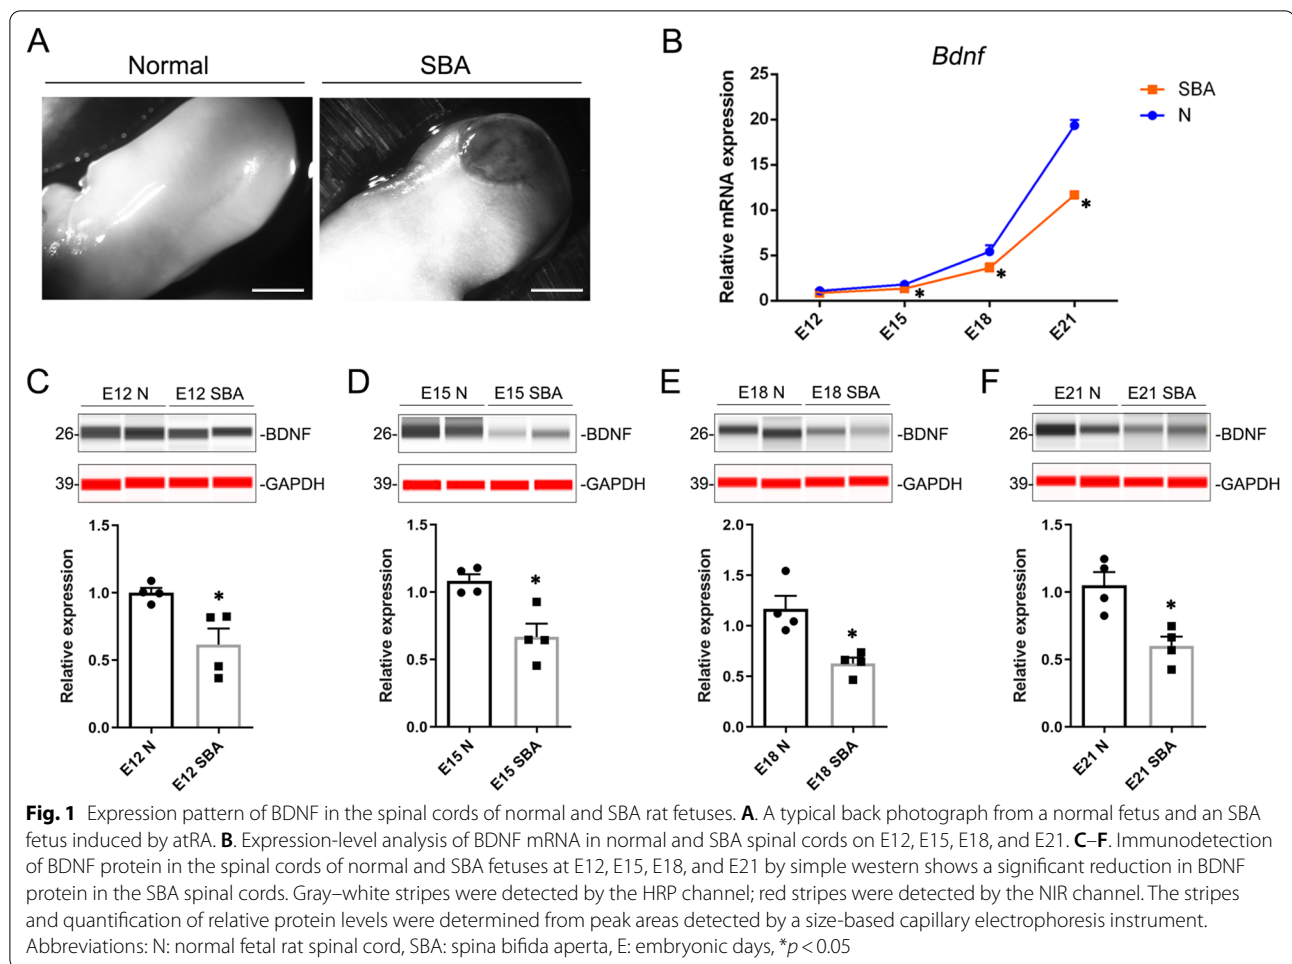 A
Normal
SBA
B
Bdnf
Relative mRNA expression
25
20
15
10
5
0
SBA
N
*
*
*
E12
E15
E18
E21
C
E12 N
E12 SBA
26-
-BDNF
39-
-GAPDH
Relative expression
1.5
1.0
0.5
0.0
*
E12 N
E12 SBA
D
E15 N
E15 SBA
26-
-BDNF
39-
-GAPDH
Relative expression
1.5
1.0
0.5
0.0
*
E15 N
E15 SBA
E
E18 N
E18 SBA
26-
-BDNF
39-
-GAPDH
Relative expression
2.0
1.5
1.0
0.5
0.0
*
E18 N
E18 SBA
F
E21 N
E21 SBA
26-
-BDNF
39-
-GAPDH
Relative expression
1.5
1.0
0.5
0.0
*
E21 N
E21 SBA
Fig. 1 Expression pattern of BDNF in the spinal cords of normal and SBA rat fetuses. A. A typical back photograph from a normal fetus and an SBA
fetus induced by atRA. B. Expression-level analysis of BDNF mRNA in normal and SBA spinal cords on E12, E15, E18, and E21. C–F. Immunodetection
of BDNF protein in the spinal cords of normal and SBA fetuses at E12, E15, E18, and E21 by simple western shows a significant reduction in BDNF
protein in the SBA spinal cords. Gray–white stripes were detected by the HRP channel; red stripes were detected by the NIR channel. The stripes
and quantification of relative protein levels were determined from peak areas detected by a size-based capillary electrophoresis instrument.
Abbreviations: N: normal fetal rat spinal cord, SBA: spina bifida aperta, E: embryonic days, *p < 0.05